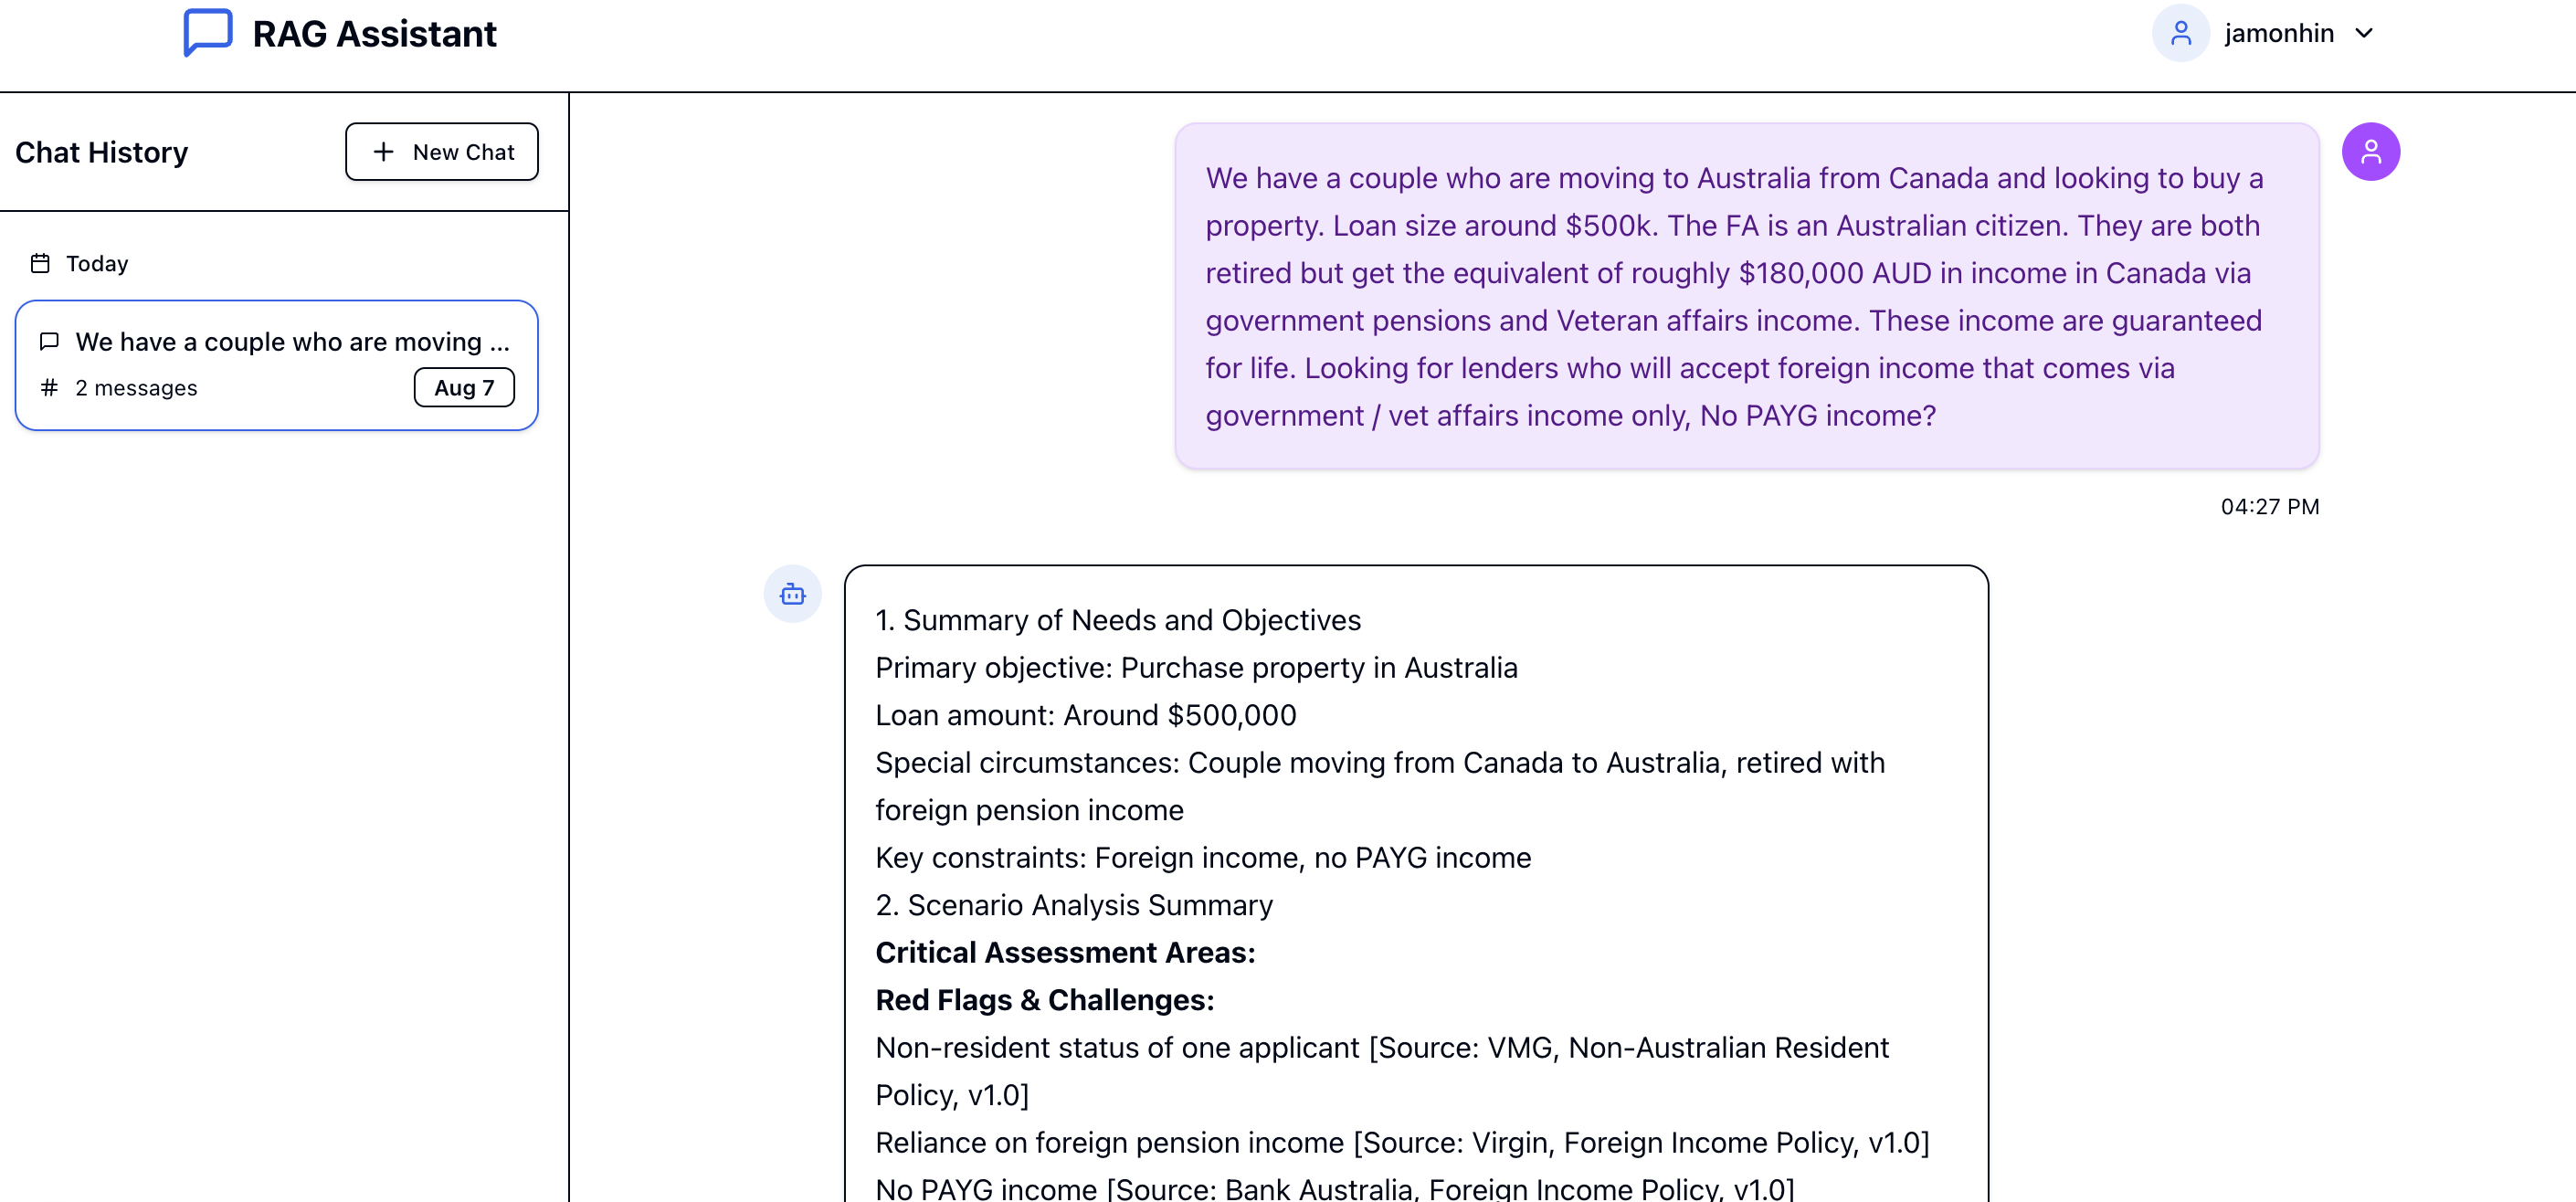 RAG Assistant
jamonhin
Chat History
New Chat
Today
We have a couple who are moving ...
2 messages
Aug 7
We have a couple who are moving to Australia from Canada and looking to buy a
property. Loan size around $500k. The FA is an Australian citizen. They are both
retired but get the equivalent of roughly $180,000 AUD in income in Canada via
government pensions and Veteran affairs income. These income are guaranteed
for life. Looking for lenders who will accept foreign income that comes via
government / vet affairs income only, No PAYG income?
04:27 PM
1. Summary of Needs and Objectives
Primary objective: Purchase property in Australia
Loan amount: Around $500,000
Special circumstances: Couple moving from Canada to Australia, retired with
foreign pension income
Key constraints: Foreign income, no PAYG income
2. Scenario Analysis Summary
Critical Assessment Areas:
Red Flags & Challenges:
Non-resident status of one applicant [Source: VMG, Non-Australian Resident
Policy, v1.0]
Reliance on foreign pension income [Source: Virgin, Foreign Income Policy, v1.0]
No PAYG income [Source: Bank Australia, Foreign Income Policy, v1.0]